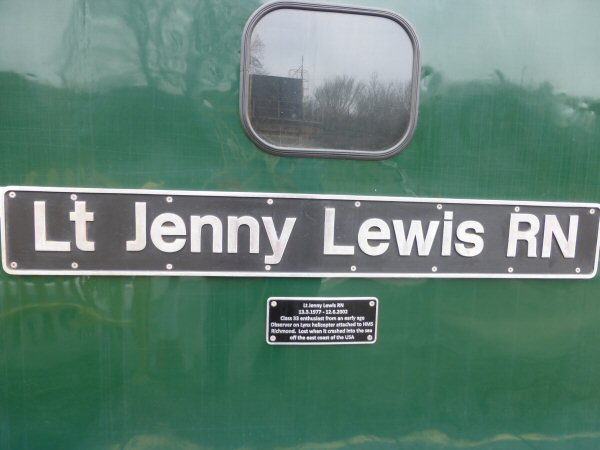 Lt Jenny Lewis RN
Lt Jenny Lewis RN
13.3.1977 - 12.6.2002
Class 33 enthusiast from an early age
Observer on Lynx helicopter attached to HMS
Richmond. Lost when it crashed into the sea
off the east coast of the USA